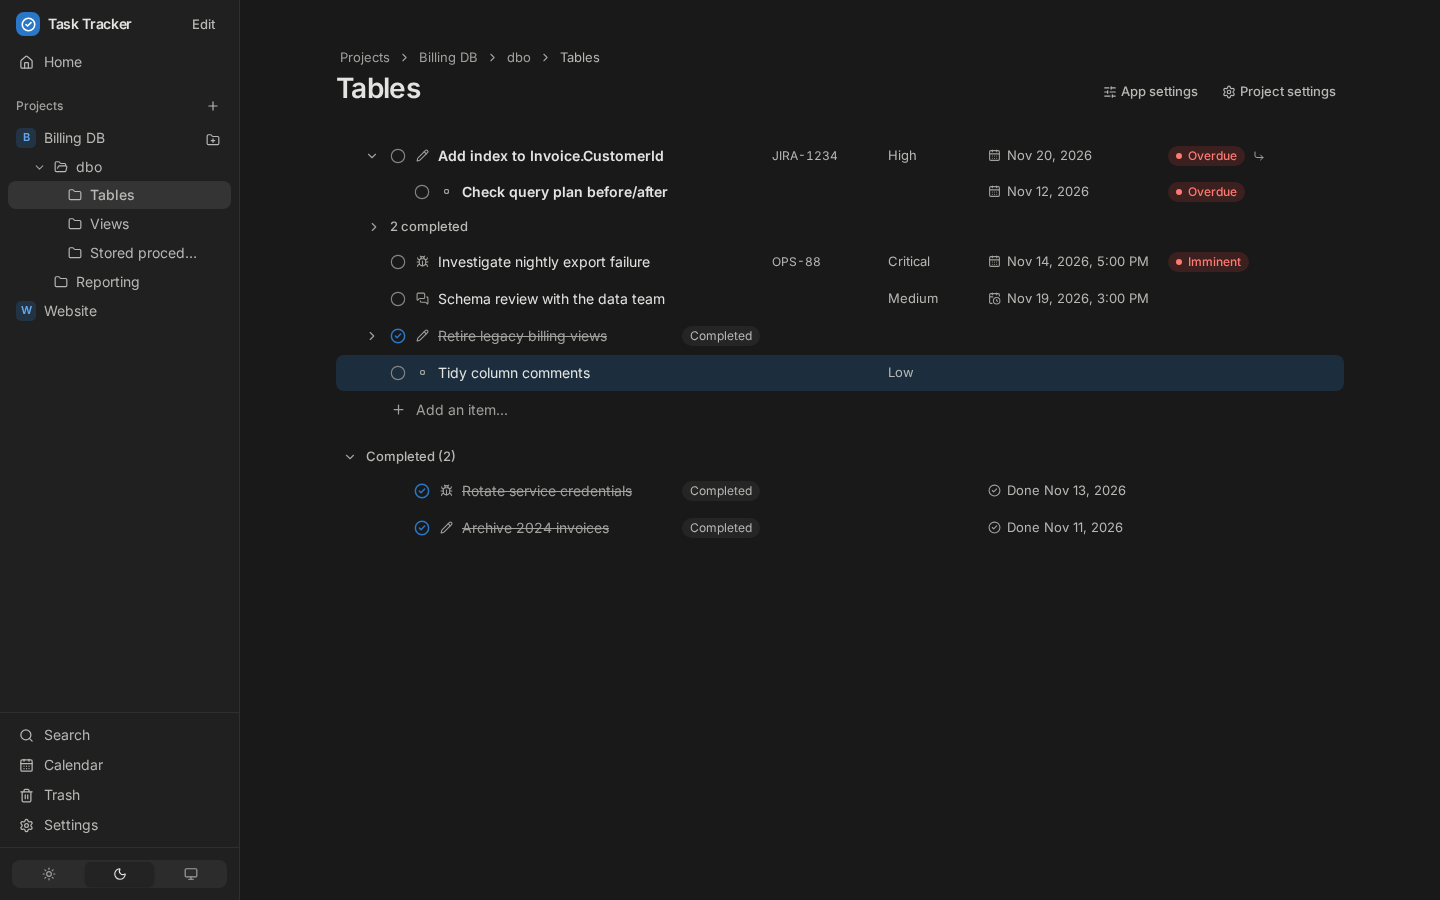 Task Tracker Edit
Home
Projects
B Billing DB
dbo
Tables
Views
Stored proced...
Reporting
W Website
Search
Calendar
Trash
Settings
Projects Billing DB dbo Tables
Tables
App settings Project settings
Add index to Invoice.CustomerId JIRA-1234 High Nov 20, 2026 Overdue
Check query plan before/after Nov 12, 2026 Overdue
2 completed
Investigate nightly export failure OPS-88 Critical Nov 14, 2026, 5:00 PM Imminent
Schema review with the data team Medium Nov 19, 2026, 3:00 PM
Retire legacy billing views Completed
Tidy column comments Low
Add an item...
Completed (2)
Rotate service credentials Completed Done Nov 13, 2026
Archive 2024 invoices Completed Done Nov 11, 2026